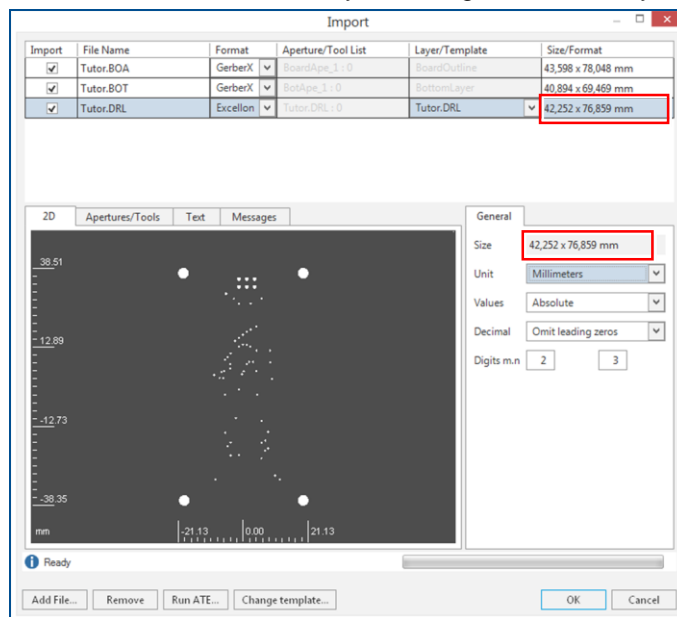 Import
Import File Name Format Aperture/Tool List Layer/Template Size/Format
Tutor.BOA GerberX BoardApe_1 : 0 BoardOutline 43,598 x 78,048 mm
Tutor.BOT GerberX BotApe_1 : 0 BottomLayer 40,894 x 69,469 mm
Tutor.DRL Excellon Tutor.DRL : 0 Tutor.DRL 42,252 x 76,859 mm
2D Apertures/Tools Text Messages General
Size 42,252 x 76,859 mm
38.51
Unit Millimeters
Values Absolute
12.89
Decimal Omit leading zeros
Digits m.n 2 3
-12.73
-38.35
mm -21.13 0.00 21.13
Ready
Add File... Remove Run ATE... Change template... OK Cancel